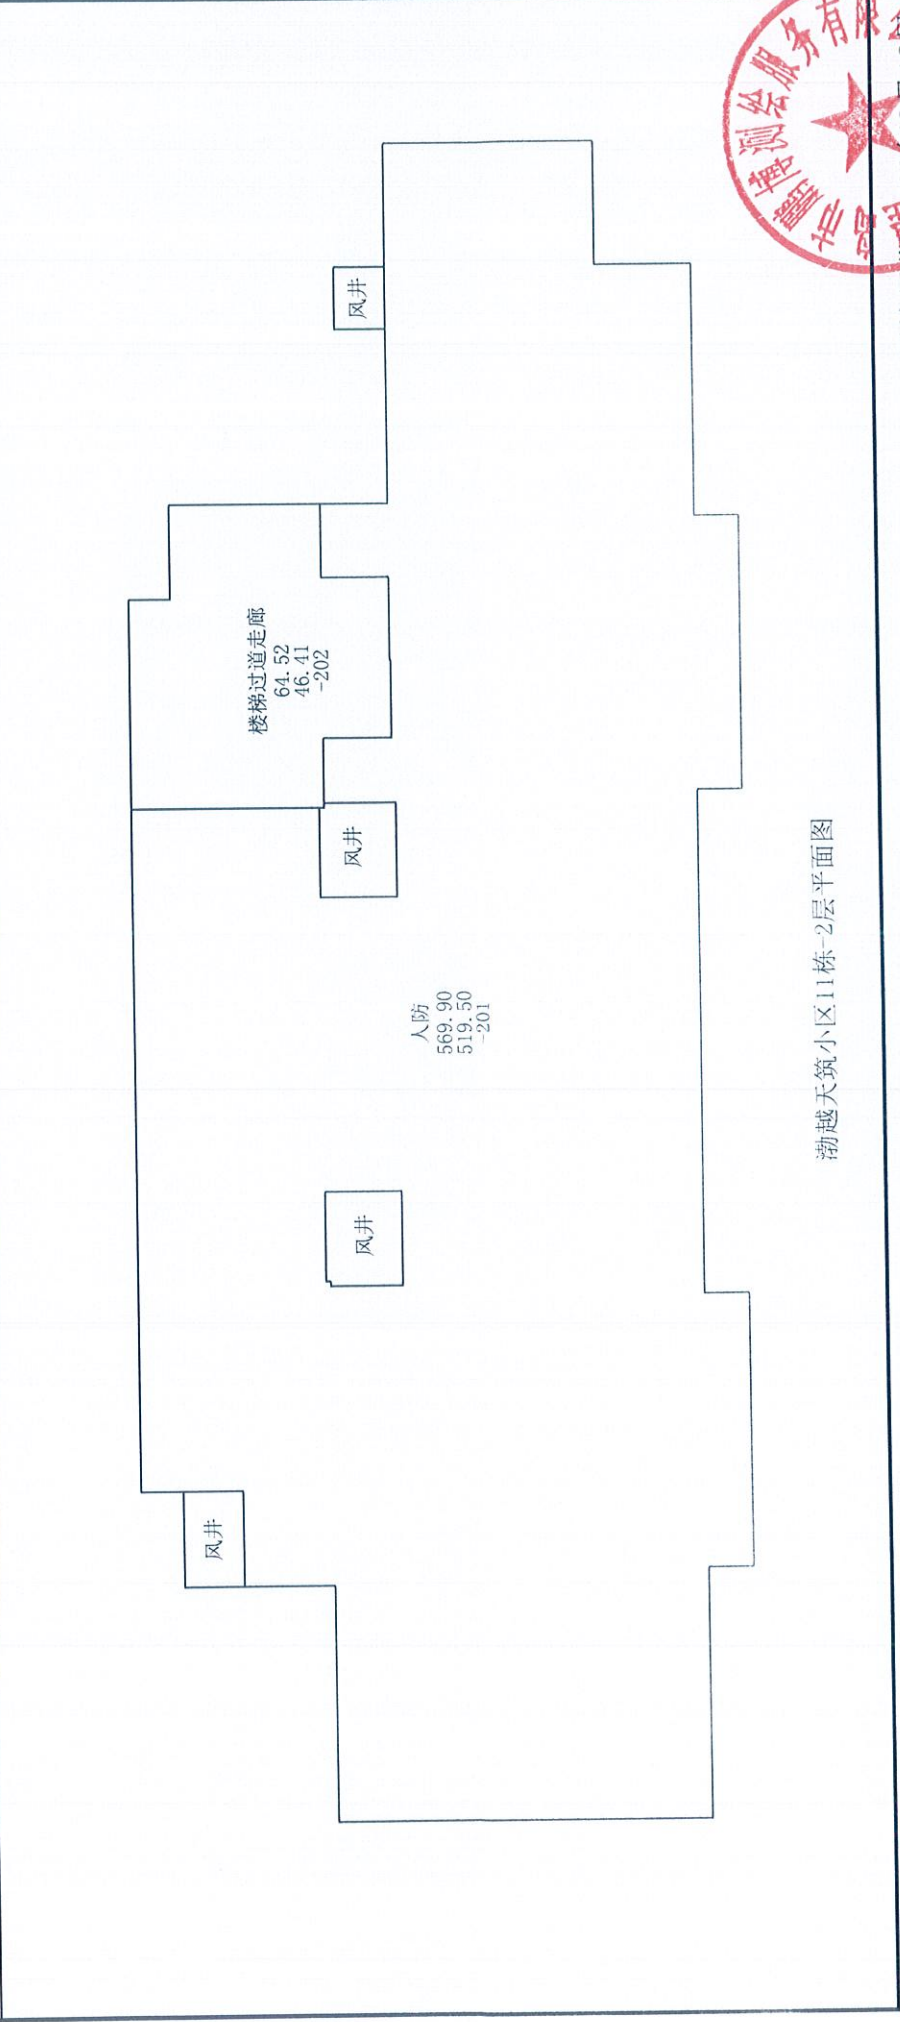 风井
楼梯过道走廊
64.52
46.41
-202
风井
人防
569.90
519.50
-201
风井
风井
渤越天筑小区11栋-2层平面图
市鹏博测绘服务有限